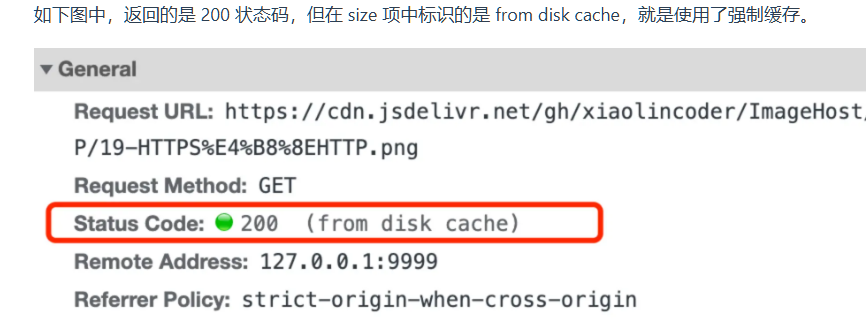 如下图中，返回的是 200 状态码，但在 size 项中标识的是 from disk cache，就是使用了强制缓存。
General
Request URL: https://cdn.jsdelivr.net/gh/xiaolincoder/ImageHost/
P/19-HTTPS%E4%B8%8EHTTP.png
Request Method: GET
Status Code: 200 (from disk cache)
Remote Address: 127.0.0.1:9999
Referrer Policy: strict-origin-when-cross-origin